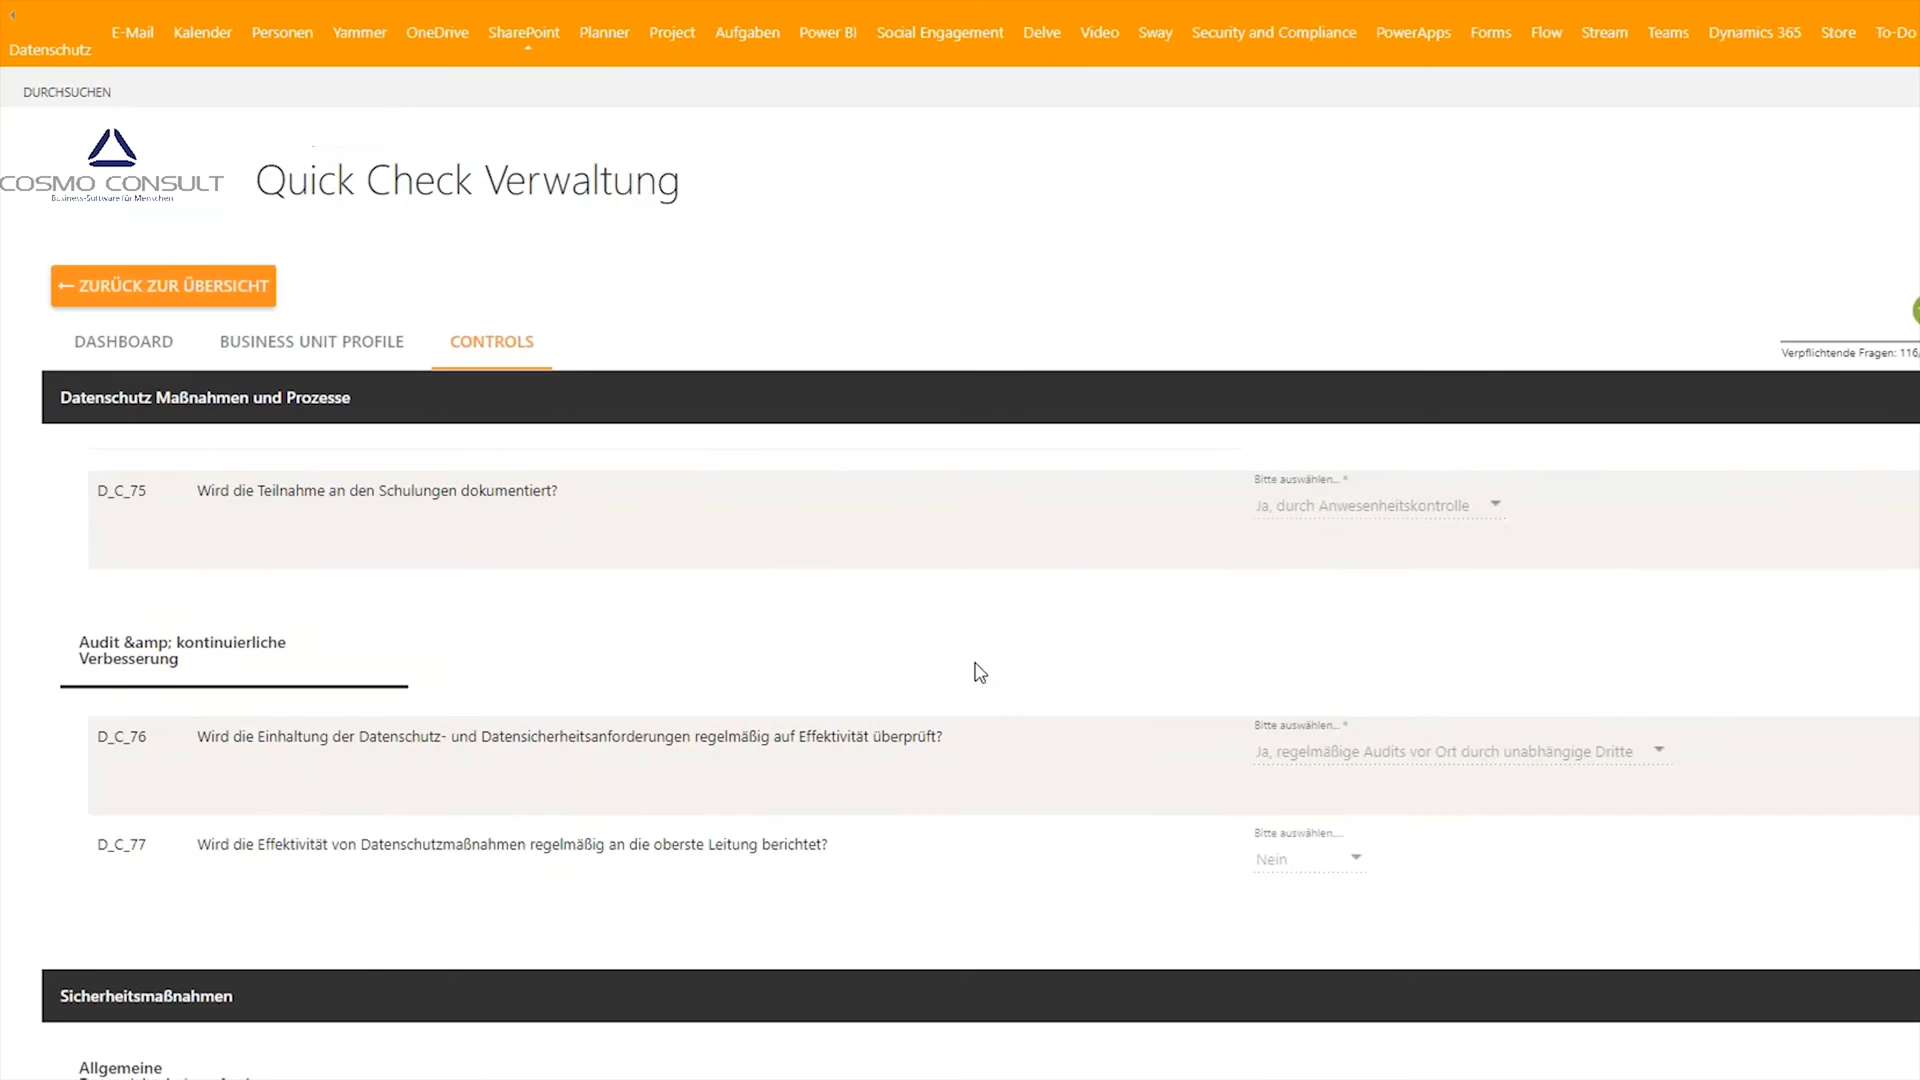 E-Mail Kalender Personen Yammer OneDrive SharePoint Planner Project Aufgaben Power BI Social Engagement Delve Video Sway Security and Compliance PowerApps Forms Flow Stream Teams Dynamics 365 Store To-Do
Datenschutz
DURCHSUCHEN
COSMO CONSULT
Business-Software für Menschen
Quick Check Verwaltung
← ZURÜCK ZUR ÜBERSICHT
DASHBOARD BUSINESS UNIT PROFILE CONTROLS
Verpflichtende Fragen: 116,
Datenschutz Maßnahmen und Prozesse
Bitte auswählen... *
D_C_75 Wird die Teilnahme an den Schulungen dokumentiert?
Ja, durch Anwesenheitskontrolle
Audit &amp; kontinuierliche
Verbesserung
Bitte auswählen... *
D_C_76 Wird die Einhaltung der Datenschutz- und Datensicherheitsanforderungen regelmäßig auf Effektivität überprüft?
Ja, regelmäßige Audits vor Ort durch unabhängige Dritte
Bitte auswählen....
D_C_77 Wird die Effektivität von Datenschutzmaßnahmen regelmäßig an die oberste Leitung berichtet?
Nein
Sicherheitsmaßnahmen
Allgemeine